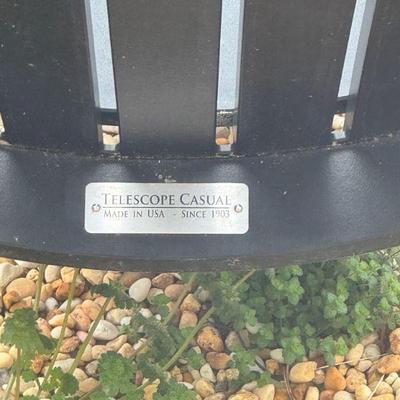 TELESCOPE CASUAL
MADE IN USA - SINCE 1903